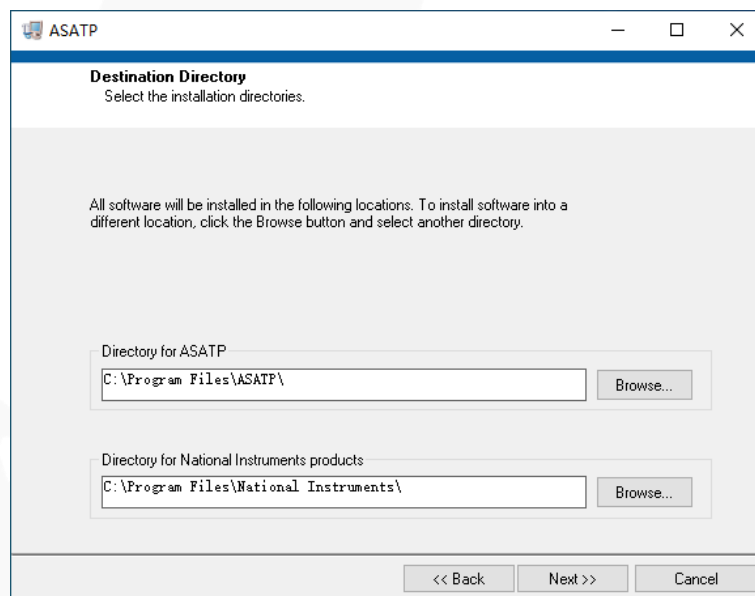 ASATP
Destination Directory
Select the installation directories.
All software will be installed in the following locations. To install software into a
different location, click the Browse button and select another directory.
Directory for ASATP
C:\Program Files\ASATP\
Browse...
Directory for National Instruments products
C:\Program Files\National Instruments\
Browse...
<< Back
Next >>
Cancel